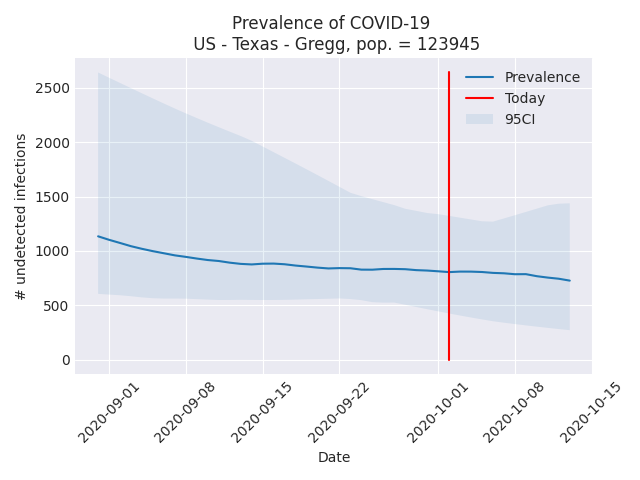 Prevalence of COVID-19
US - Texas - Gregg, pop. = 123945
Prevalence
Today
95CI
# undetected infections
2500
2000
1500
1000
500
0
2020-09-01
2020-09-08
2020-09-15
2020-09-22
2020-10-01
2020-10-08
2020-10-15
Date